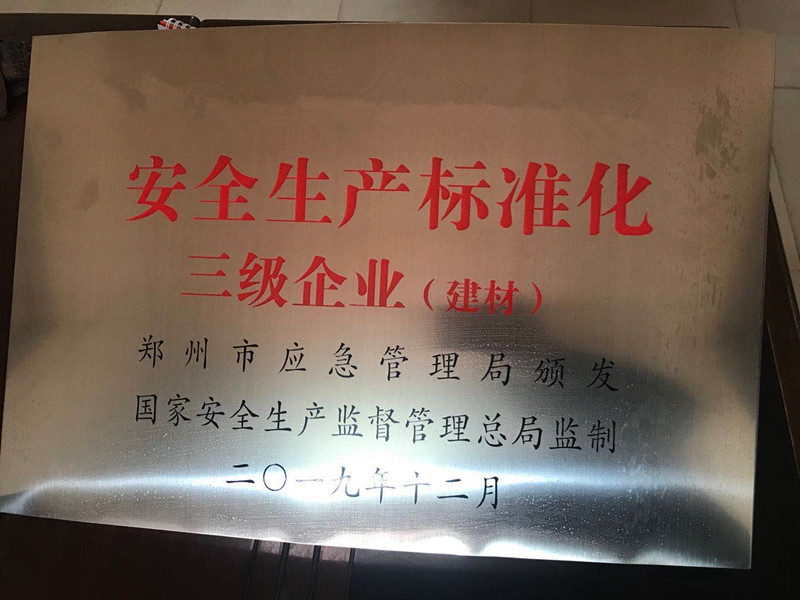 安全生产标准化
三级企业（建材）
郑州市应急管理局颁发
国家安全生产监督管理总局监制
二〇一九年十二月